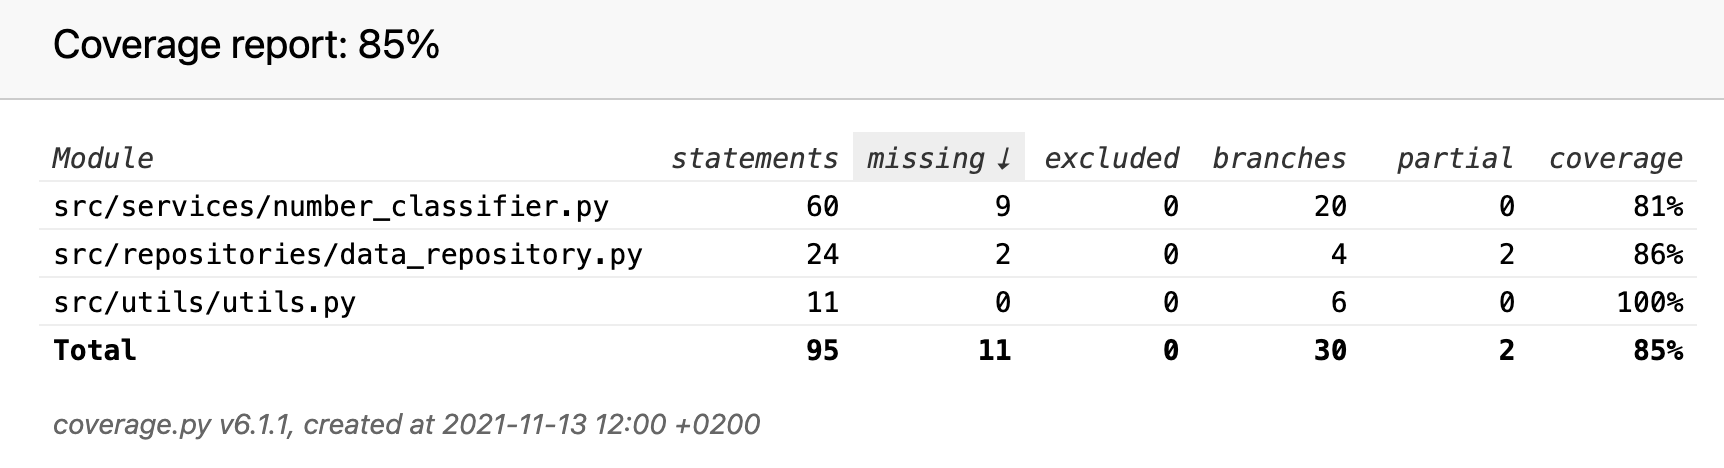 Coverage report: 85%
Module statements missing ↓ excluded branches partial coverage
src/services/number_classifier.py 60 9 0 20 0 81%
src/repositories/data_repository.py 24 2 0 4 2 86%
src/utils/utils.py 11 0 0 6 0 100%
Total 95 11 0 30 2 85%
coverage.py v6.1.1, created at 2021-11-13 12:00 +0200